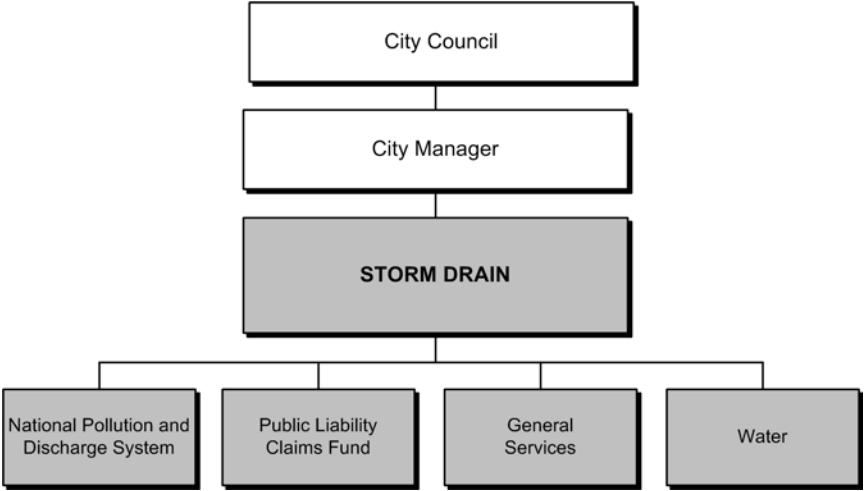 City Council
City Manager
STORM DRAIN
National Pollution and
Discharge System
Public Liability
Claims Fund
General
Services
Water